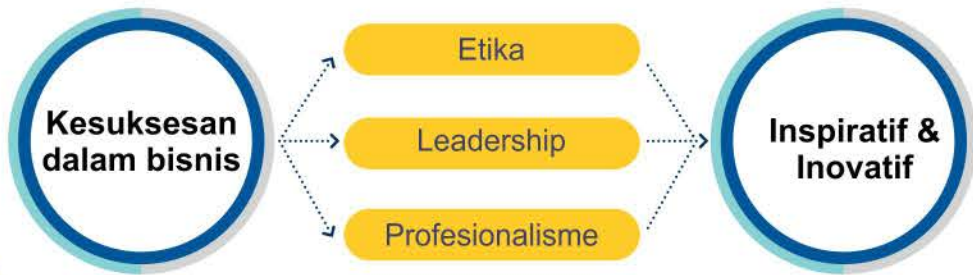 Kesuksesan
dalam bisnis
Etika
Leadership
Profesionalisme
Inspiratif &
Inovatif